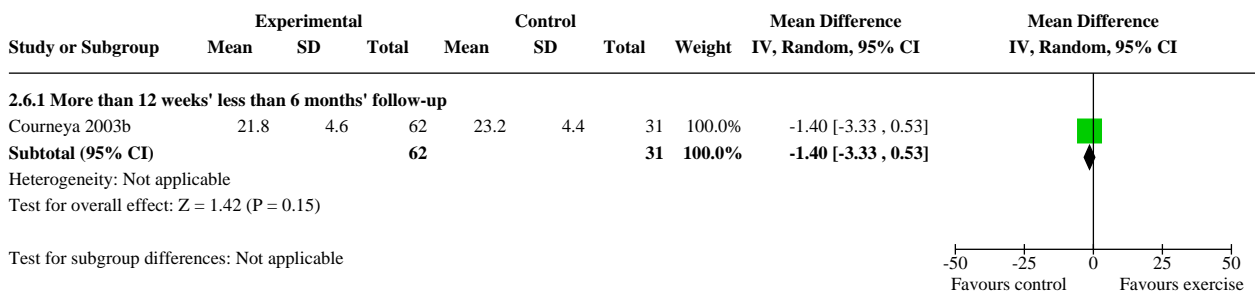 Experimental Control Mean Difference Mean Difference
Study or Subgroup Mean SD Total Mean SD Total Weight IV, Random, 95% CI IV, Random, 95% CI
2.6.1 More than 12 weeks' less than 6 months' follow-up
Courneya 2003b 21.8 4.6 62 23.2 4.4 31 100.0% -1.40 [-3.33 , 0.53]
Subtotal (95% CI) 62 31 100.0% -1.40 [-3.33 , 0.53]
Heterogeneity: Not applicable
Test for overall effect: Z = 1.42 (P = 0.15)
Test for subgroup differences: Not applicable
-50 -25 0 25 50
Favours control Favours exercise